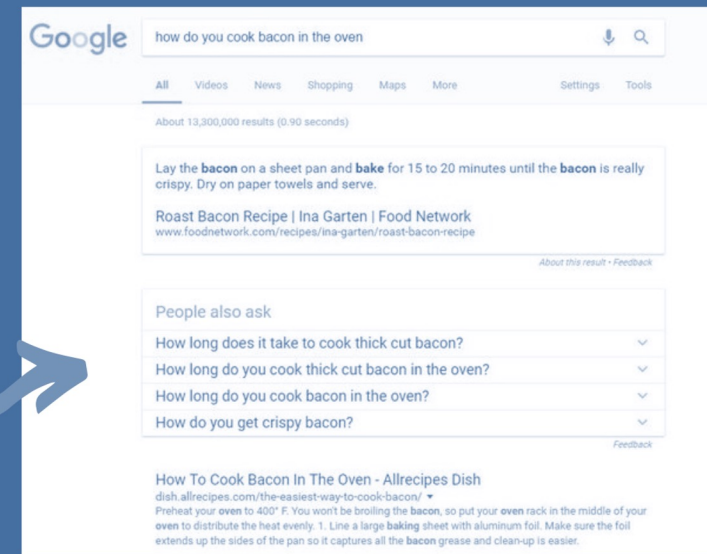 Google
how do you cook bacon in the oven
All Videos News Shopping Maps More Settings Tools
About 13,300,000 results (0.90 seconds)
Lay the bacon on a sheet pan and bake for 15 to 20 minutes until the bacon is really
crispy. Dry on paper towels and serve.
Roast Bacon Recipe | Ina Garten | Food Network
www.foodnetwork.com/recipes/ina-garten/roast-bacon-recipe
About this result • Feedback
People also ask
How long does it take to cook thick cut bacon?
How long do you cook thick cut bacon in the oven?
How long do you cook bacon in the oven?
How do you get crispy bacon?
Feedback
How To Cook Bacon In The Oven - Allrecipes Dish
dish.allrecipes.com/the-easiest-way-to-cook-bacon/
Preheat your oven to 400° F. You won't be broiling the bacon, so put your oven rack in the middle of your
oven to distribute the heat evenly. 1. Line a large baking sheet with aluminum foil. Make sure the foil
extends up the sides of the pan so it captures all the bacon grease and clean-up is easier.